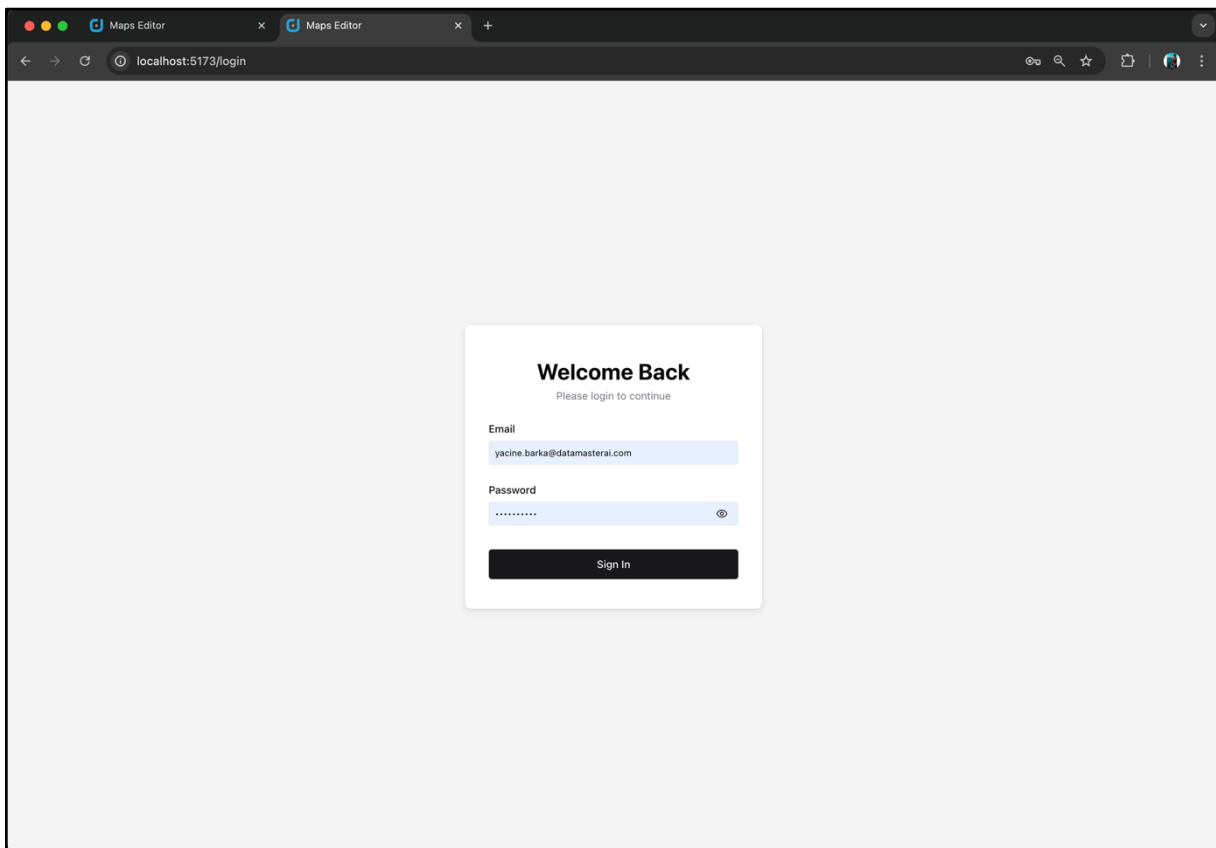 Maps Editor
Maps Editor
localhost:5173/login
Welcome Back
Please login to continue
Email
yacine.barka@datamasterai.com
Password
Sign In